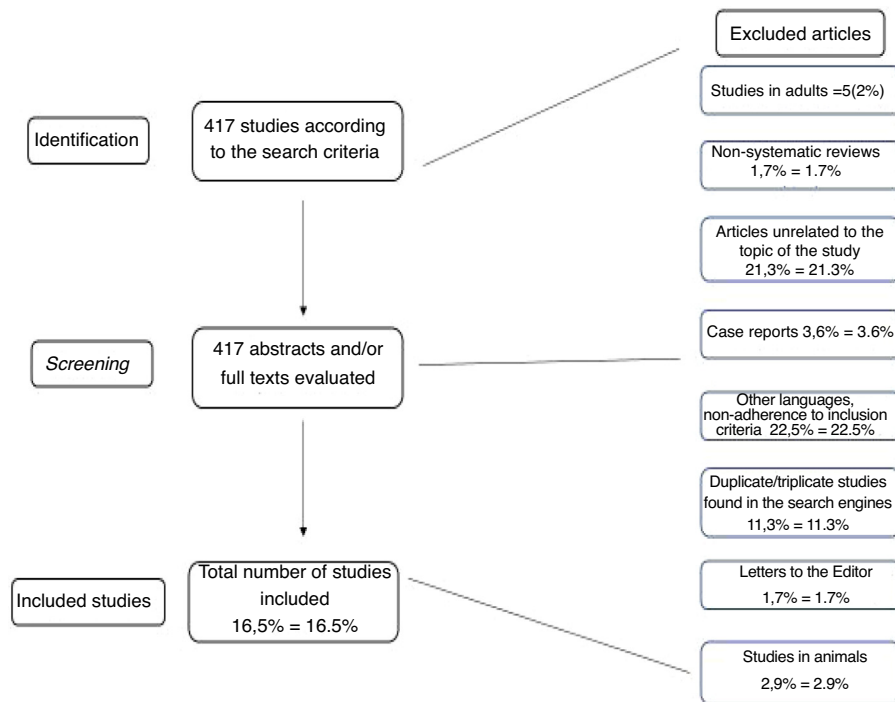 Identification
417 studies according
to the search criteria
Screening
417 abstracts and/or
full texts evaluated
Included studies
Total number of studies
included
16,5% = 16.5%
Excluded articles
Studies in adults =5(2%)
Non-systematic reviews
1,7% = 1.7%
Articles unrelated to the
topic of the study
21,3% = 21.3%
Case reports 3,6% = 3.6%
Other languages,
non-adherence to inclusion
criteria 22,5% = 22.5%
Duplicate/triplicate studies
found in the search engines
11,3% = 11.3%
Letters to the Editor
1,7% = 1.7%
Studies in animals
2,9% = 2.9%